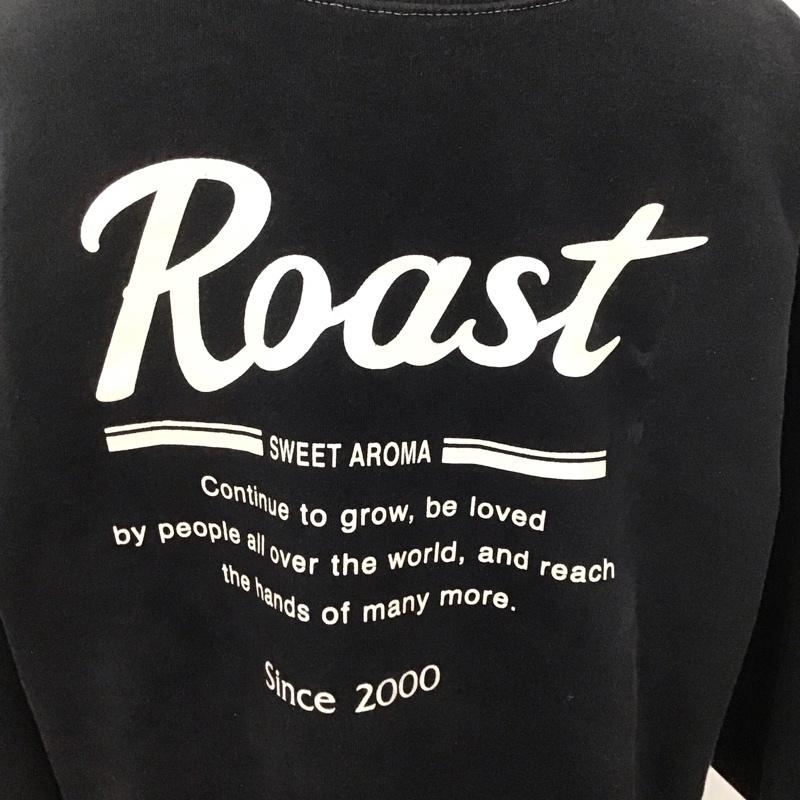 Roast
SWEET AROMA
Continue to grow, be loved
by people all over the world, and reach
the hands of many more.
Since 2000